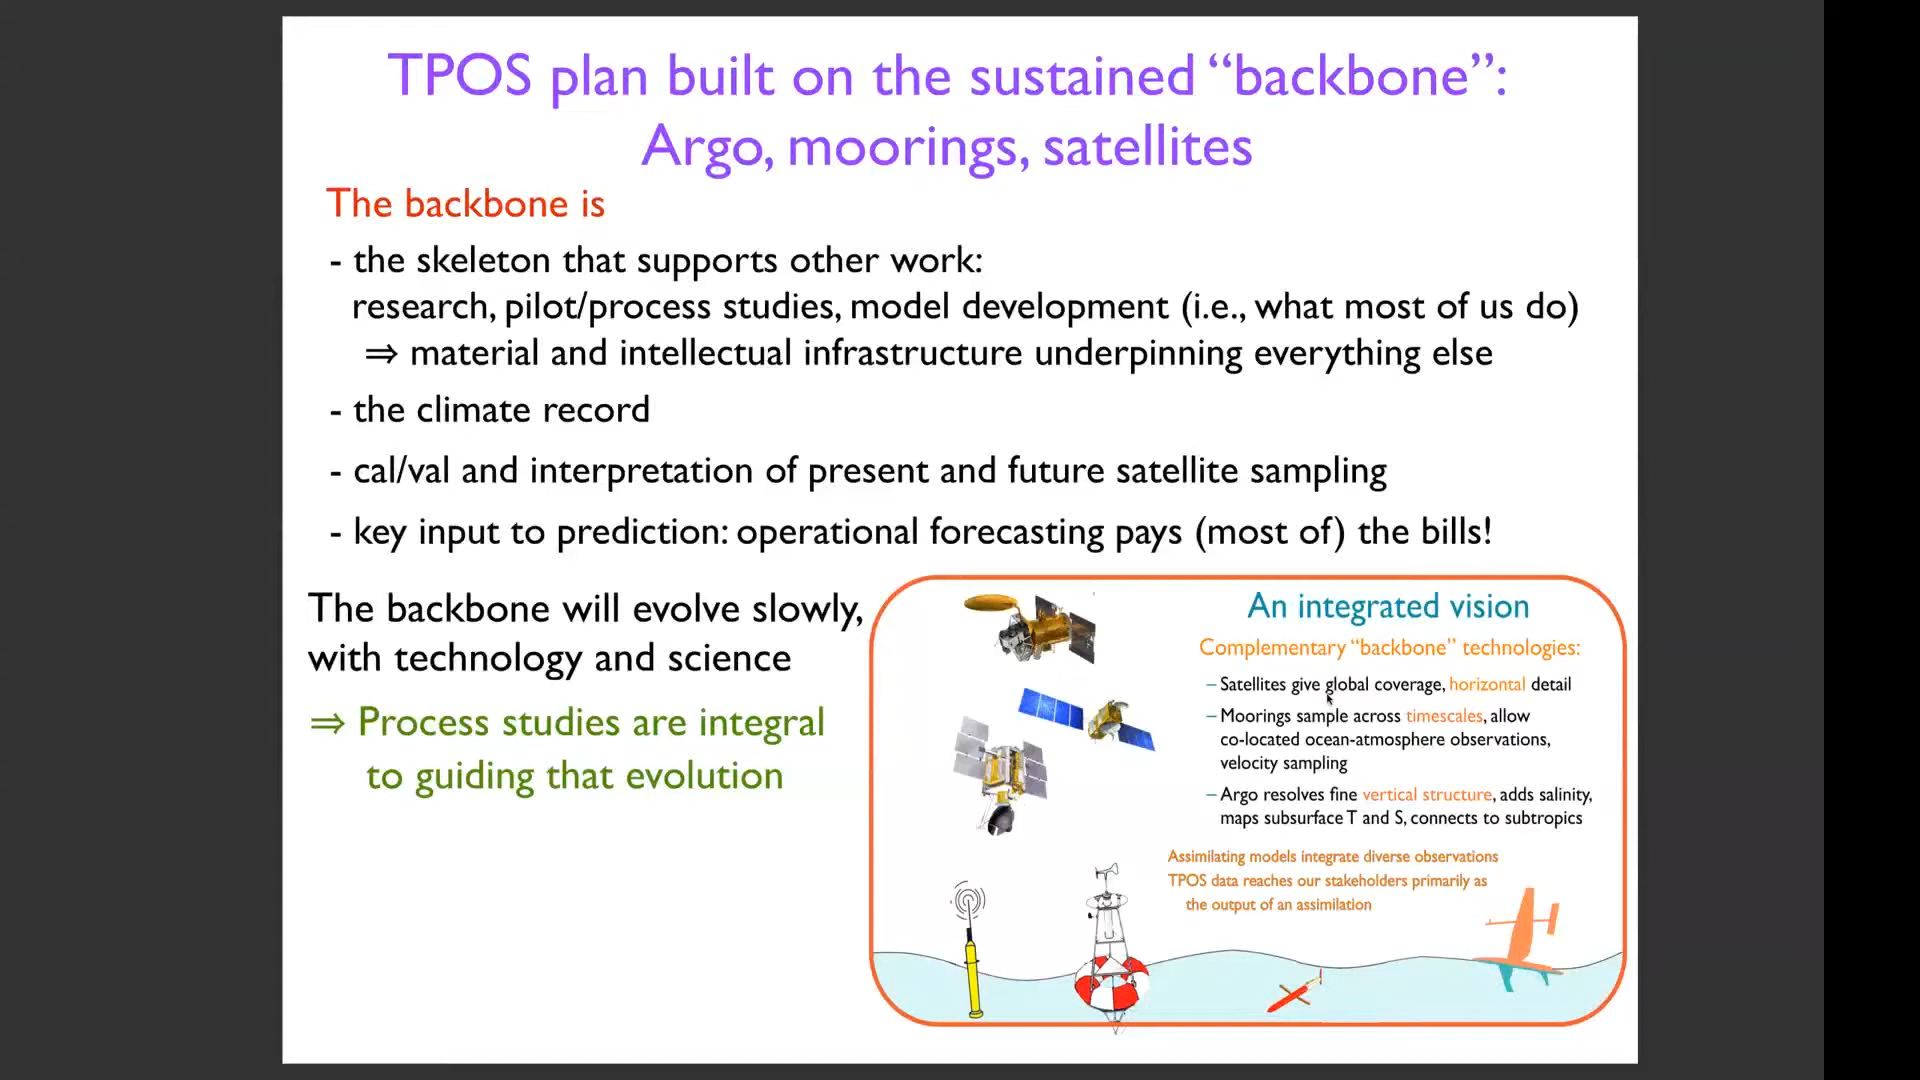 TPOS plan built on the sustained “backbone”:
Argo, moorings, satellites
The backbone is
- the skeleton that supports other work:
research, pilot/process studies, model development (i.e., what most of us do)
⇒ material and intellectual infrastructure underpinning everything else
- the climate record
- cal/val and interpretation of present and future satellite sampling
- key input to prediction: operational forecasting pays (most of) the bills!
The backbone will evolve slowly,
with technology and science
⇒ Process studies are integral
to guiding that evolution
An integrated vision
Complementary “backbone” technologies:
– Satellites give global coverage, horizontal detail
– Moorings sample across timescales, allow
co-located ocean-atmosphere observations,
velocity sampling
– Argo resolves fine vertical structure, adds salinity,
maps subsurface T and S, connects to subtropics
Assimilating models integrate diverse observations
TPOS data reaches our stakeholders primarily as
the output of an assimilation